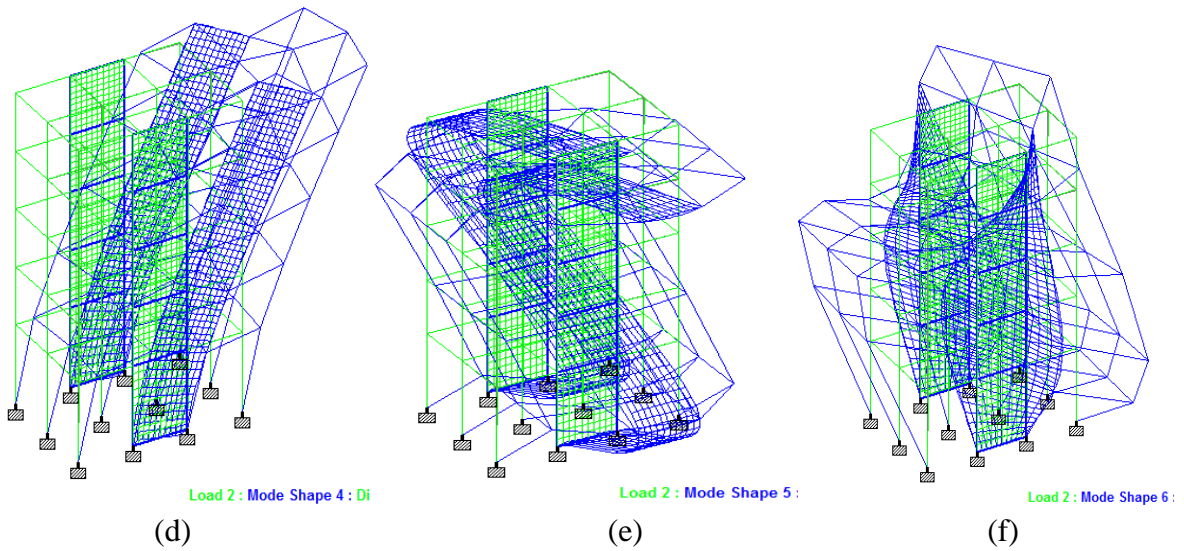 Load 2 : Mode Shape 4 : Di
Load 2 : Mode Shape 5 :
Load 2 : Mode Shape 6 :
(d)
(e)
(f)